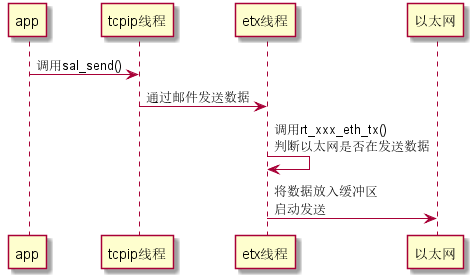 app
tcpip线程
etx线程
以太网
调用sal_send()
通过邮件发送数据
调用rt_xxx_eth_tx()
判断以太网是否在发送数据
将数据放入缓冲区
启动发送
app
tcpip线程
etx线程
以太网